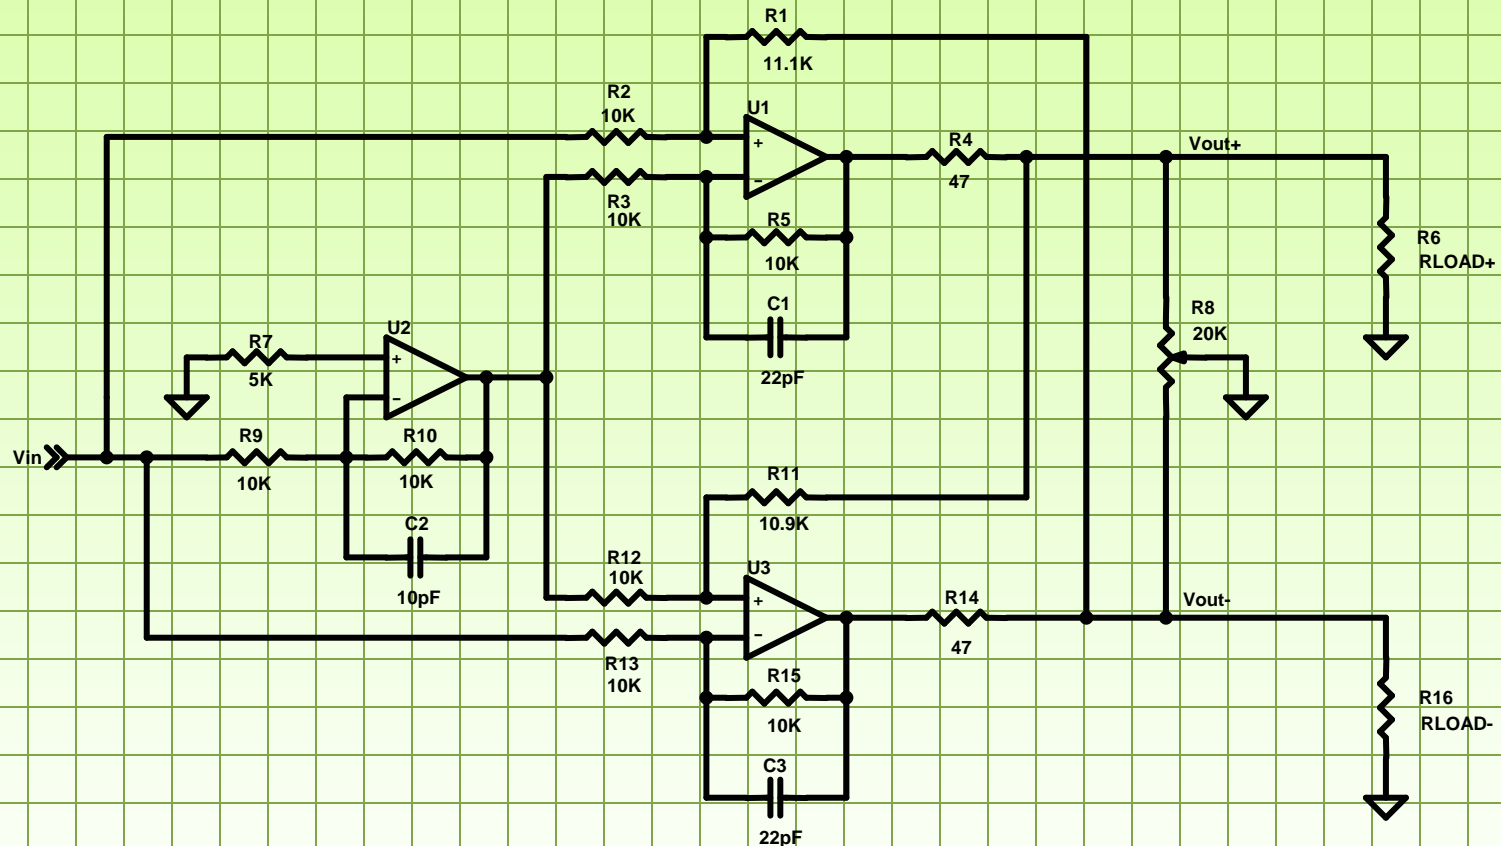 R1
11.1K
R2
10K
U1
+
−
R4
47
Vout+
R3
10K
R5
10K
R6
RLOAD+
C1
22pF
R8
20K
U2
+
−
R7
5K
Vin
R9
10K
R10
10K
C2
10pF
R11
10.9K
R12
10K
U3
+
−
R14
47
Vout-
R13
10K
R15
10K
R16
RLOAD-
C3
22pF